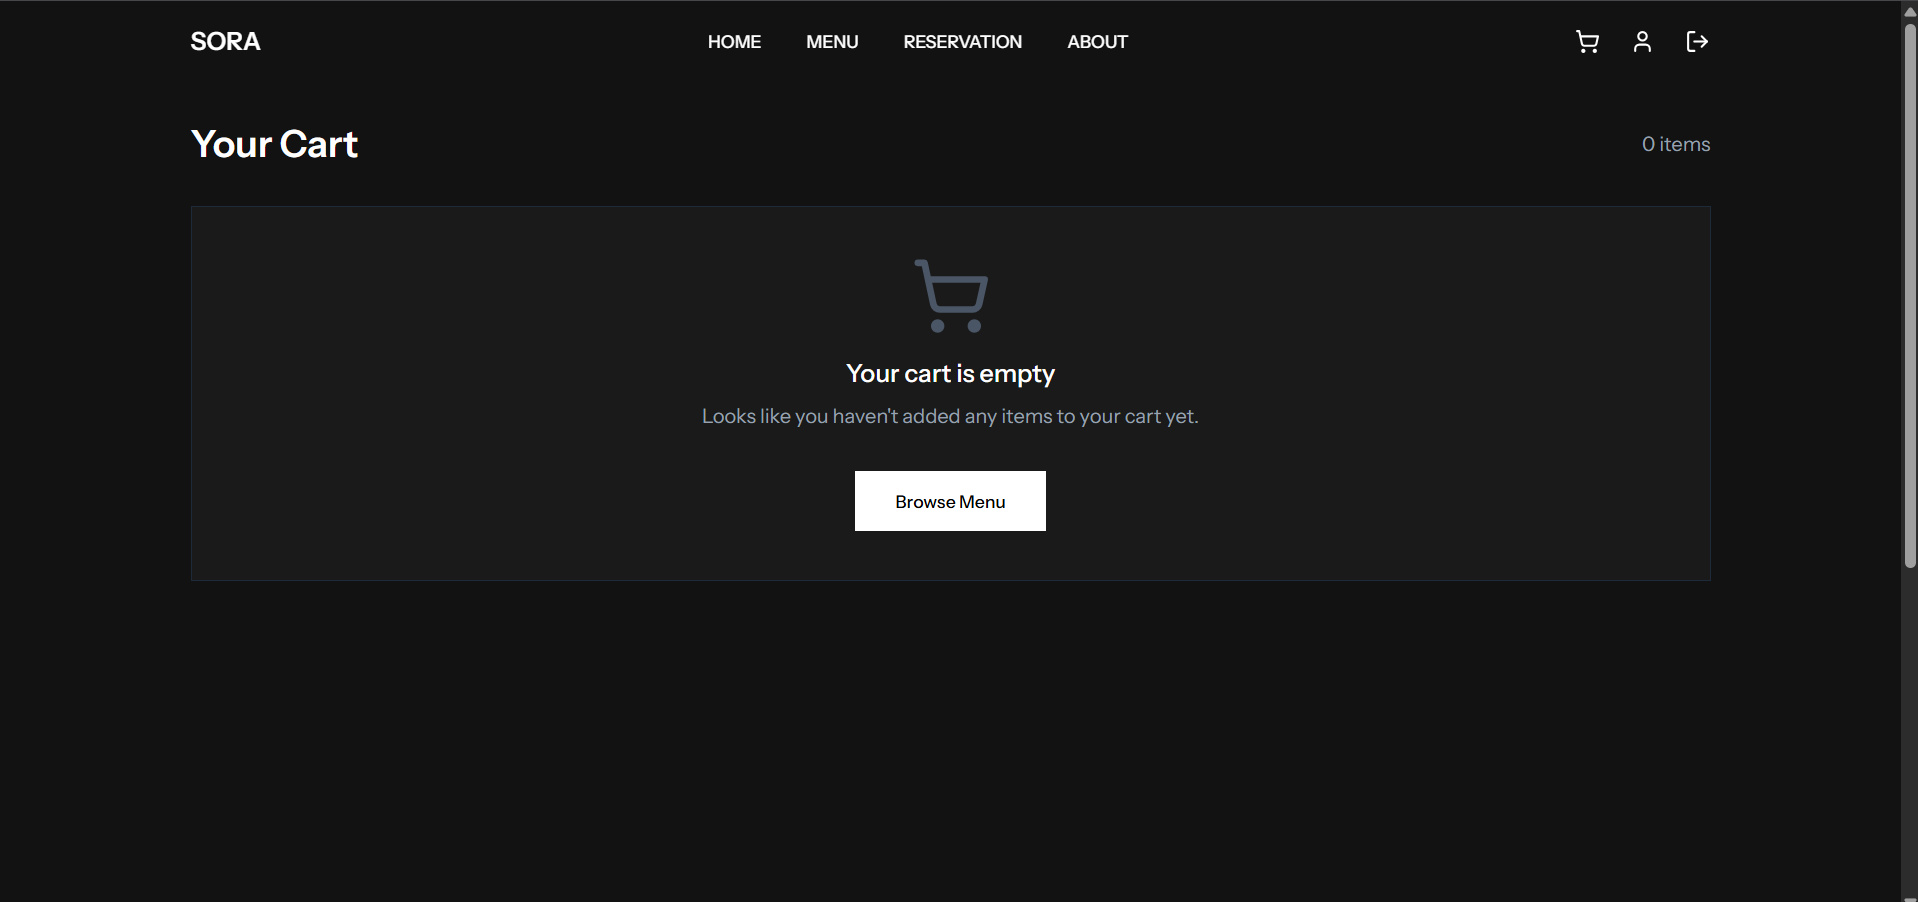 SORA
HOME MENU RESERVATION ABOUT
Your Cart
0 items
Your cart is empty
Looks like you haven't added any items to your cart yet.
Browse Menu